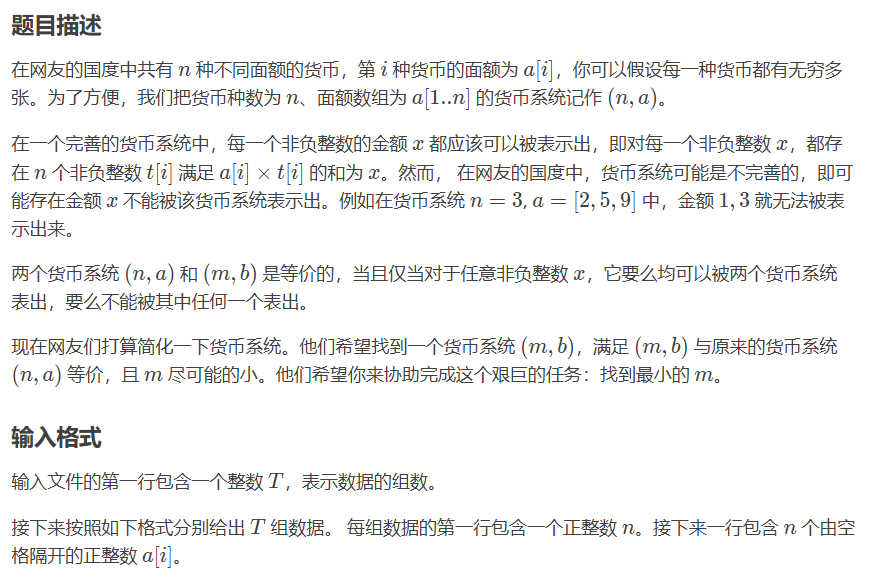 题目描述
在网友的国度中共有 n 种不同面额的货币，第 i 种货币的面额为 a[i]，你可以假设每一种货币都有无穷多
张。为了方便，我们把货币种数为 n、面额数组为 a[1..n] 的货币系统记作 (n, a)。
在一个完善的货币系统中，每一个非负整数的金额 x 都应该可以被表示出，即对每一个非负整数 x，都存
在 n 个非负整数 t[i] 满足 a[i] × t[i] 的和为 x。然而， 在网友的国度中，货币系统可能是不完善的，即可
能存在金额 x 不能被该货币系统表示出。例如在货币系统 n = 3, a = [2, 5, 9] 中，金额 1, 3 就无法被表
示出来。
两个货币系统 (n, a) 和 (m, b) 是等价的，当且仅当对于任意非负整数 x，它要么均可以被两个货币系统
表出，要么不能被其中任何一个表出。
现在网友们打算简化一下货币系统。他们希望找到一个货币系统 (m, b)，满足 (m, b) 与原来的货币系统
(n, a) 等价，且 m 尽可能的小。他们希望你来协助完成这个艰巨的任务：找到最小的 m。
输入格式
输入文件的第一行包含一个整数 T，表示数据的组数。
接下来按照如下格式分别给出 T 组数据。 每组数据的第一行包含一个正整数 n。接下来一行包含 n 个由空
格隔开的正整数 a[i]。